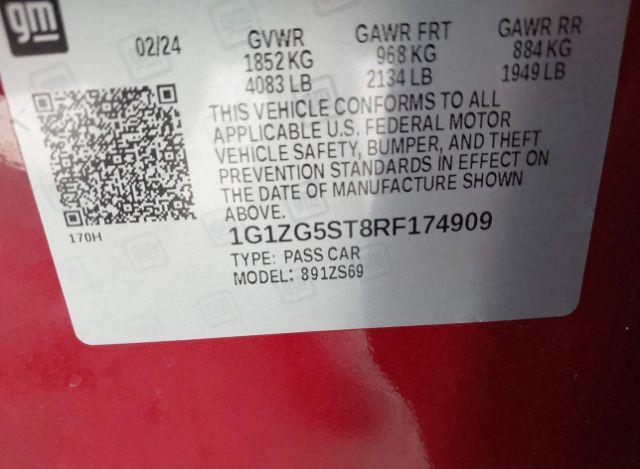 gm
02/24
GVWR GAWR FRT GAWR RR
1852 KG 968 KG 884 KG
4083 LB 2134 LB 1949 LB
THIS VEHICLE CONFORMS TO ALL
APPLICABLE U.S. FEDERAL MOTOR
VEHICLE SAFETY, BUMPER, AND THEFT
PREVENTION STANDARDS IN EFFECT ON
THE DATE OF MANUFACTURE SHOWN
ABOVE.
170H
1G1ZG5ST8RF174909
TYPE: PASS CAR
MODEL: 891ZS69